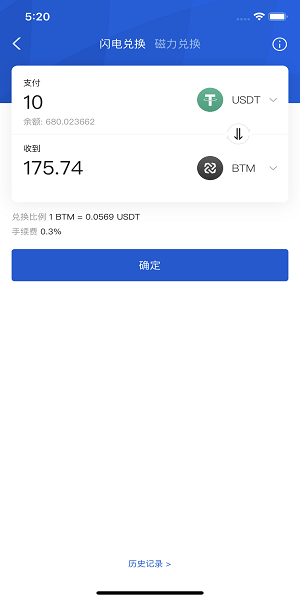 5:20
闪电兑换 磁力兑换
支付
10 USDT
余额: 680.023662
收到
175.74 BTM
兑换比例 1 BTM = 0.0569 USDT
手续费 0.3%
确定
历史记录 >